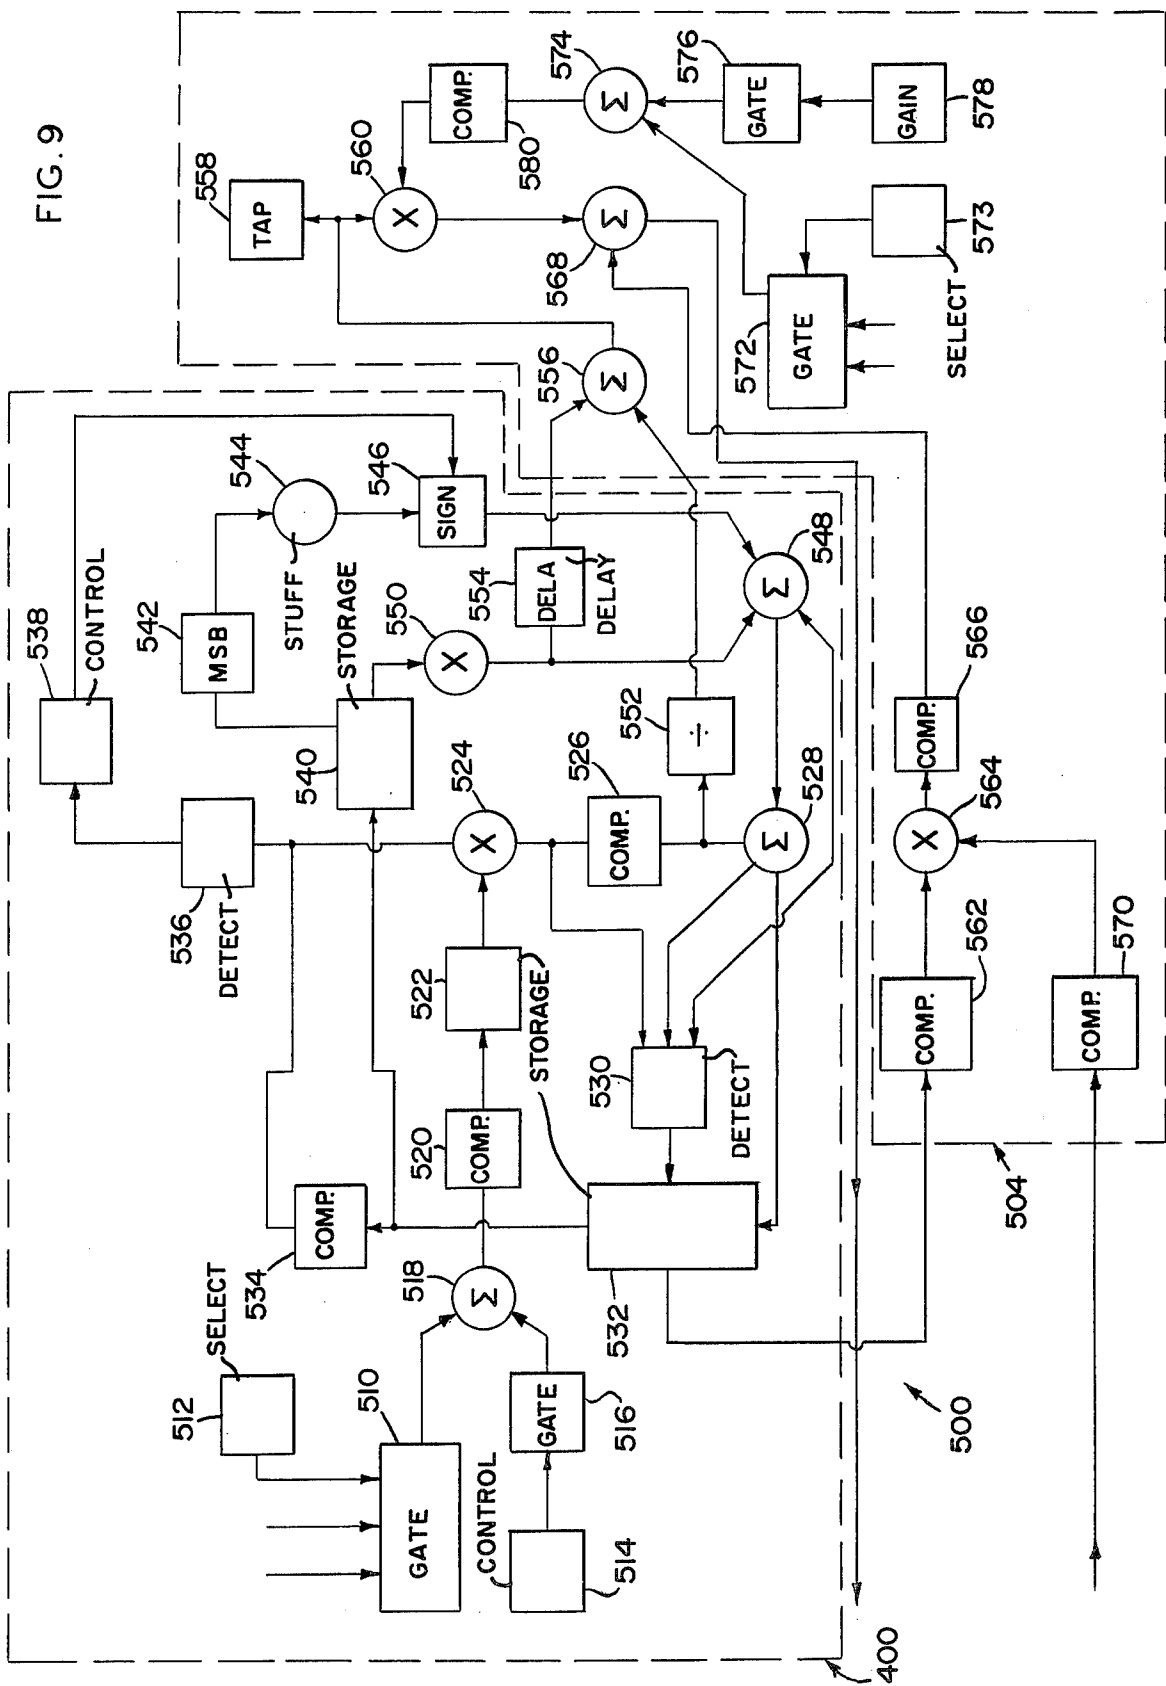 FIG. 9
538
CONTROL
536
DETECT
542
MSB
STUFF
544
STORAGE
540
546
SIGN
550
X
524
X
554
DELA
DELAY
558
TAP
560
X
COMP.
580
556
Σ
568
Σ
574
Σ
576
GATE
GAIN
578
572
GATE
573
SELECT
512
SELECT
534
COMP.
510
GATE
518
Σ
520
COMP.
522
STORAGE
526
COMP.
552
÷
548
Σ
528
Σ
530
DETECT
532
CONTROL
514
GATE
516
566
COMP.
564
X
562
COMP.
570
COMP.
504
500
400